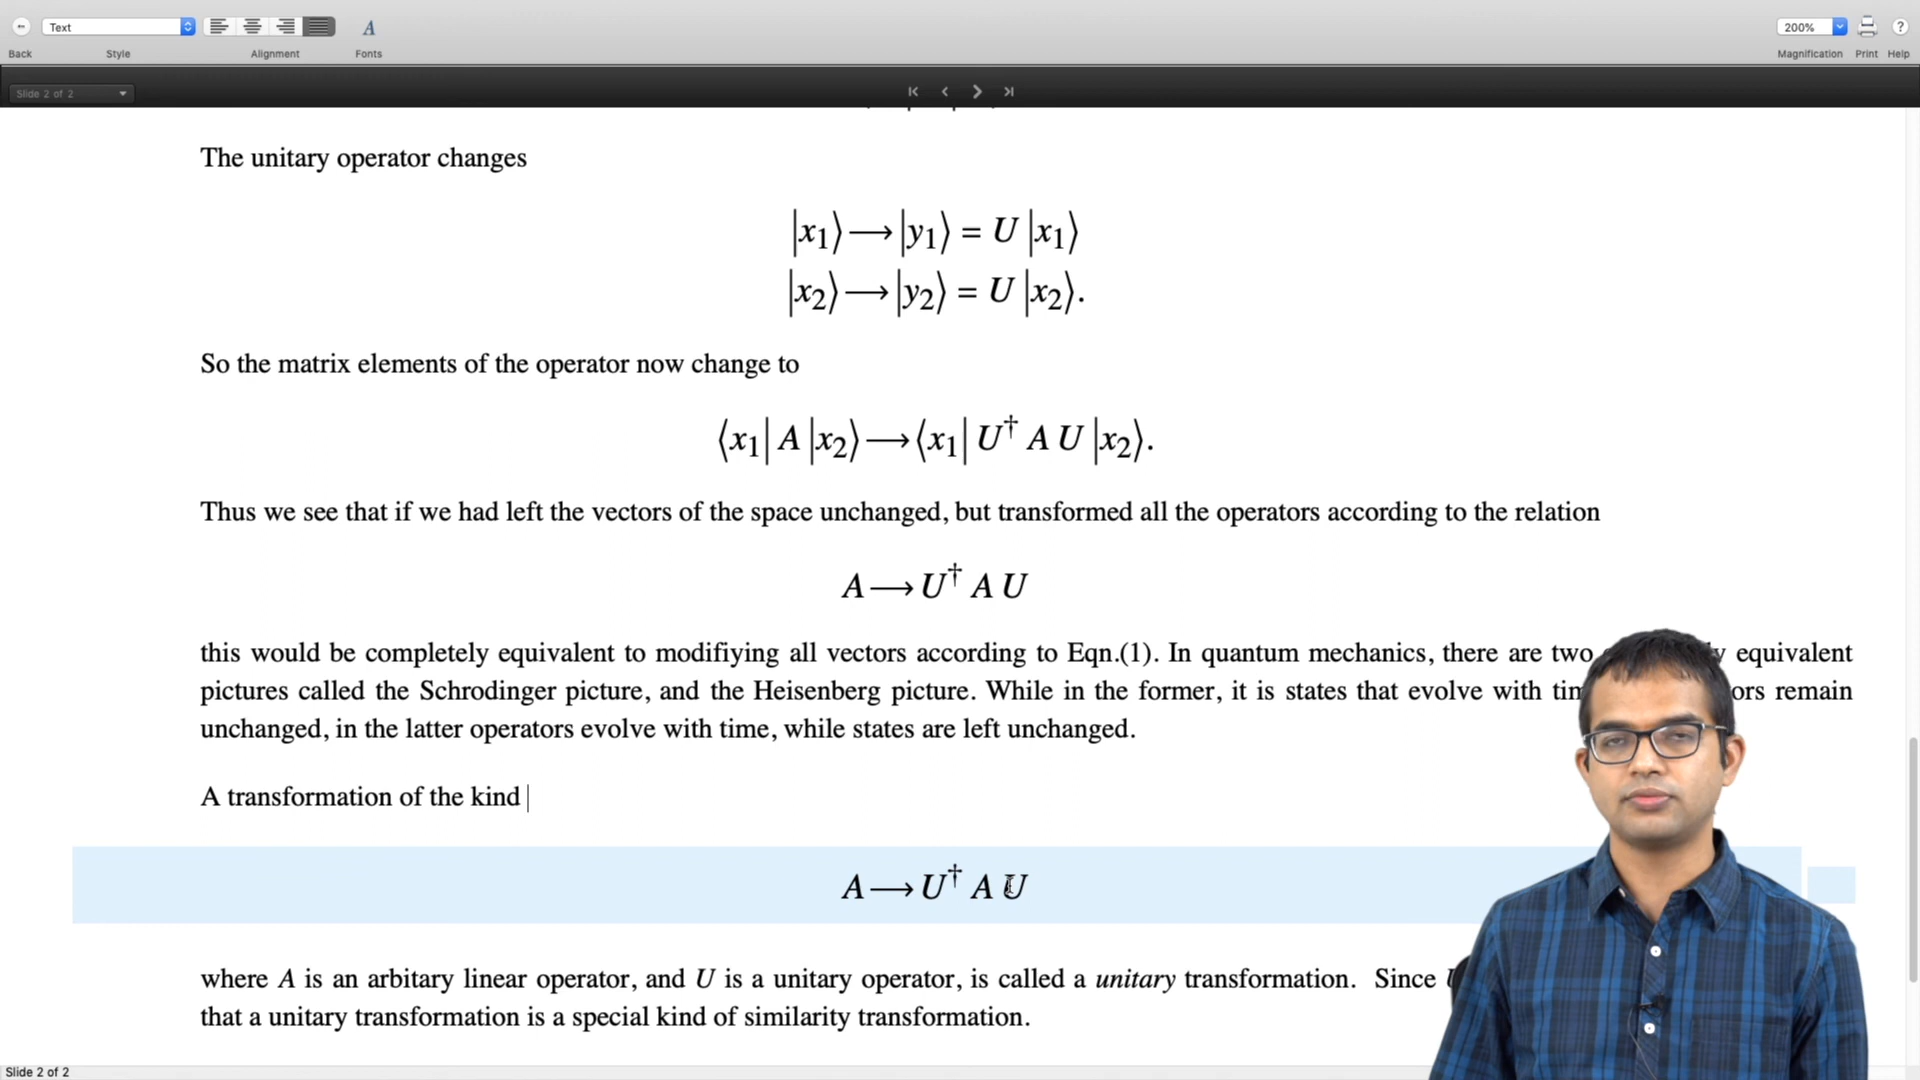 Text 200%
Back Style Alignment Fonts Magnification Print Help
Slide 2 of 2
The unitary operator changes
|x₁⟩ ⟶ |y₁⟩ = U |x₁⟩
|x₂⟩ ⟶ |y₂⟩ = U |x₂⟩.
So the matrix elements of the operator now change to
⟨x₁| A |x₂⟩ ⟶ ⟨x₁| U† A U |x₂⟩.
Thus we see that if we had left the vectors of the space unchanged, but transformed all the operators according to the relation
A ⟶ U† A U
this would be completely equivalent to modifiying all vectors according to Eqn.(1). In quantum mechanics, there are two equivalent
pictures called the Schrodinger picture, and the Heisenberg picture. While in the former, it is states that evolve with remain
unchanged, in the latter operators evolve with time, while states are left unchanged.
A transformation of the kind
A ⟶ U† A U
where A is an arbitary linear operator, and U is a unitary operator, is called a unitary transformation. Since
that a unitary transformation is a special kind of similarity transformation.
Slide 2 of 2